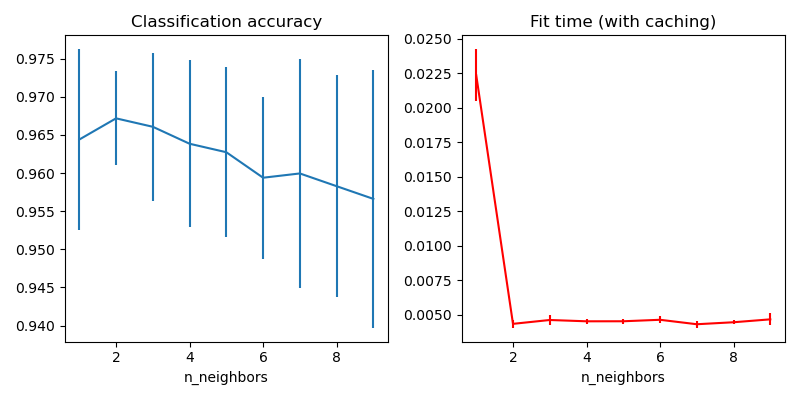 Classification accuracy
0.975
0.970
0.965
0.960
0.955
0.950
0.945
0.940
2 4 6 8
n_neighbors
Fit time (with caching)
0.0250
0.0225
0.0200
0.0175
0.0150
0.0125
0.0100
0.0075
0.0050
2 4 6 8
n_neighbors